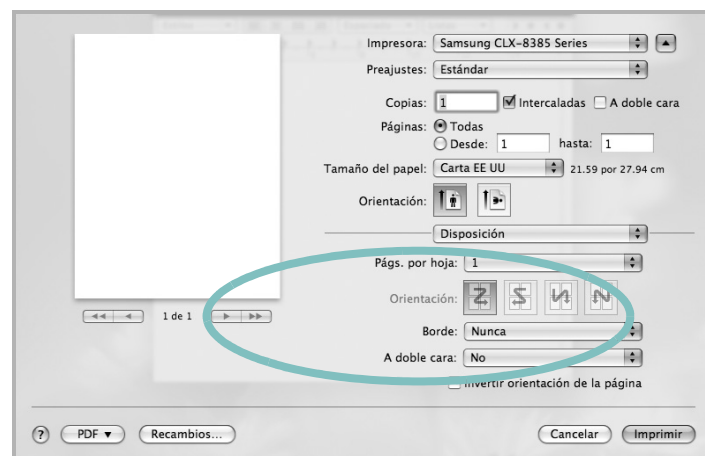 Impresora: Samsung CLX-8385 Series
Preajustes: Estándar
Copias: 1 Intercaladas A doble cara
Páginas: Todas
Desde: 1 hasta: 1
Tamaño del papel: Carta EE UU 21.59 por 27.94 cm
Orientación:
Disposición
Págs. por hoja: 1
Orientación:
1 de 1
Borde: Nunca
A doble cara: No
Invertir orientación de la página
? PDF ▼ Recambios... Cancelar Imprimir